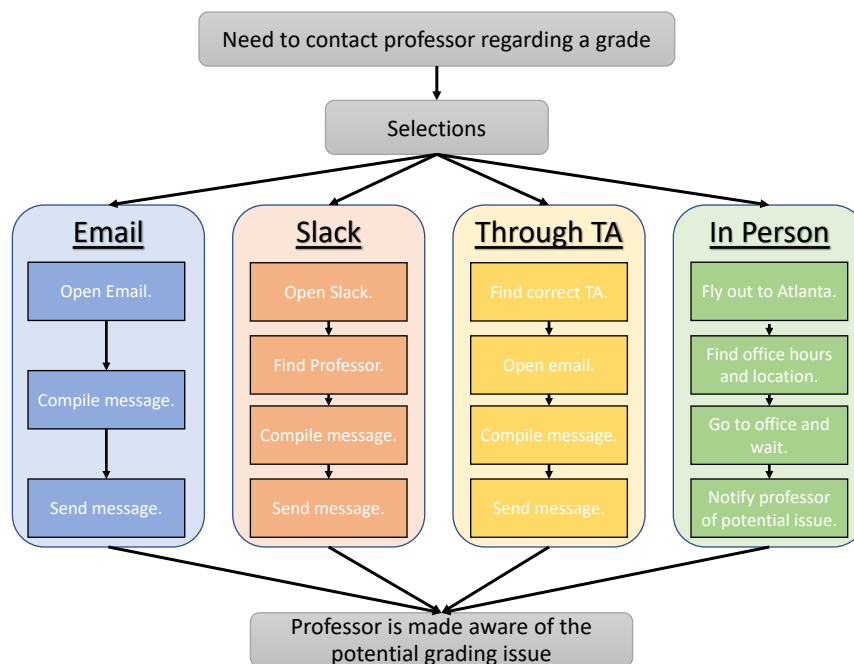 Need to contact professor regarding a grade
Selections
Email
Open Email.
Compile message.
Send message.
Slack
Open Slack.
Find Professor.
Compile message.
Send message.
Through TA
Find correct TA.
Open email.
Compile message.
Send message.
In Person
Fly out to Atlanta.
Find office hours
and location.
Go to office and
wait.
Notify professor
of potential issue.
Professor is made aware of the
potential grading issue